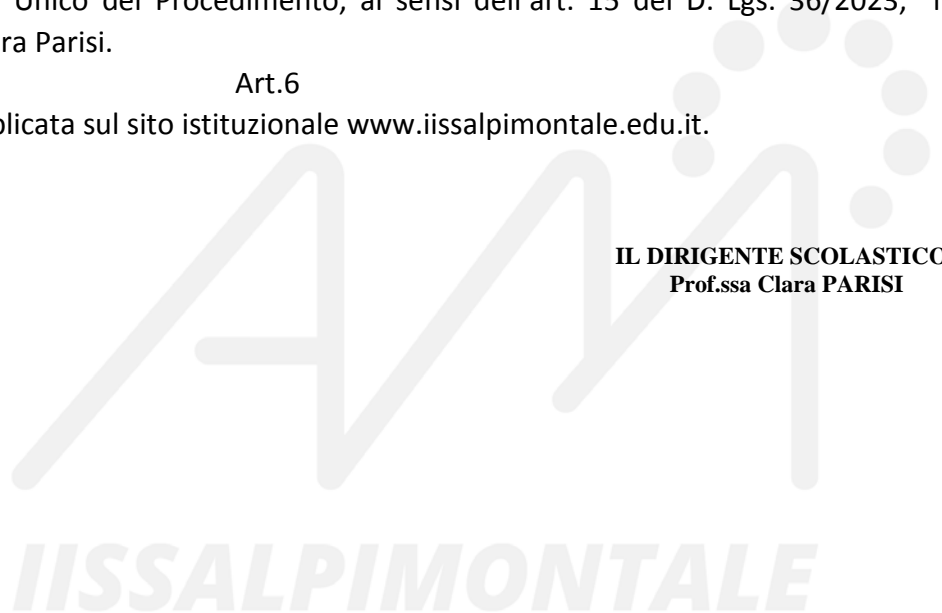 Unico del Procedimento, ai sensi dell'art. 15 del D. Lgs. 36/2023,
ra Parisi.
Art.6
licata sul sito istituzionale www.iissalpimontale.edu.it.
IL DIRIGENTE SCOLASTICO
Prof.ssa Clara PARISI
IISSALPIMONTALE